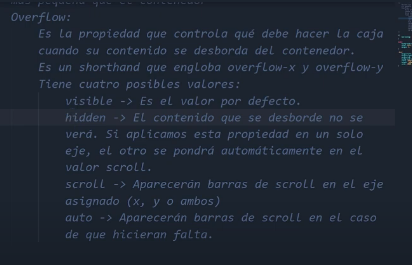 Overflow:
Es la propiedad que controla qué debe hacer la caja
cuando su contenido se desborda del contenedor.
Es un shorthand que engloba overflow-x y overflow-y
Tiene cuatro posibles valores:
visible -> Es el valor por defecto.
hidden -> El contenido que se desborde no se
verá. Si aplicamos esta propiedad en un solo
eje, el otro se pondrá automáticamente en el
valor scroll.
scroll -> Aparecerán barras de scroll en el eje
asignado (x, y o ambos)
auto -> Aparecerán barras de scroll en el caso
de que hicieran falta.